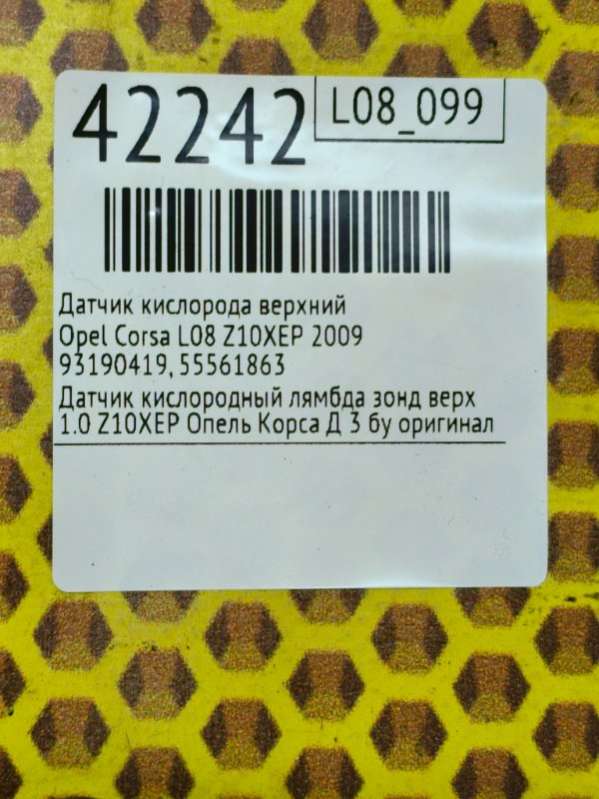 42242
L08_099
Датчик кислорода верхний
Opel Corsa L08 Z10XEP 2009
93190419, 55561863
Датчик кислородный лямбда зонд верх
1.0 Z10XEP Опель Корса Д 3 бу оригинал